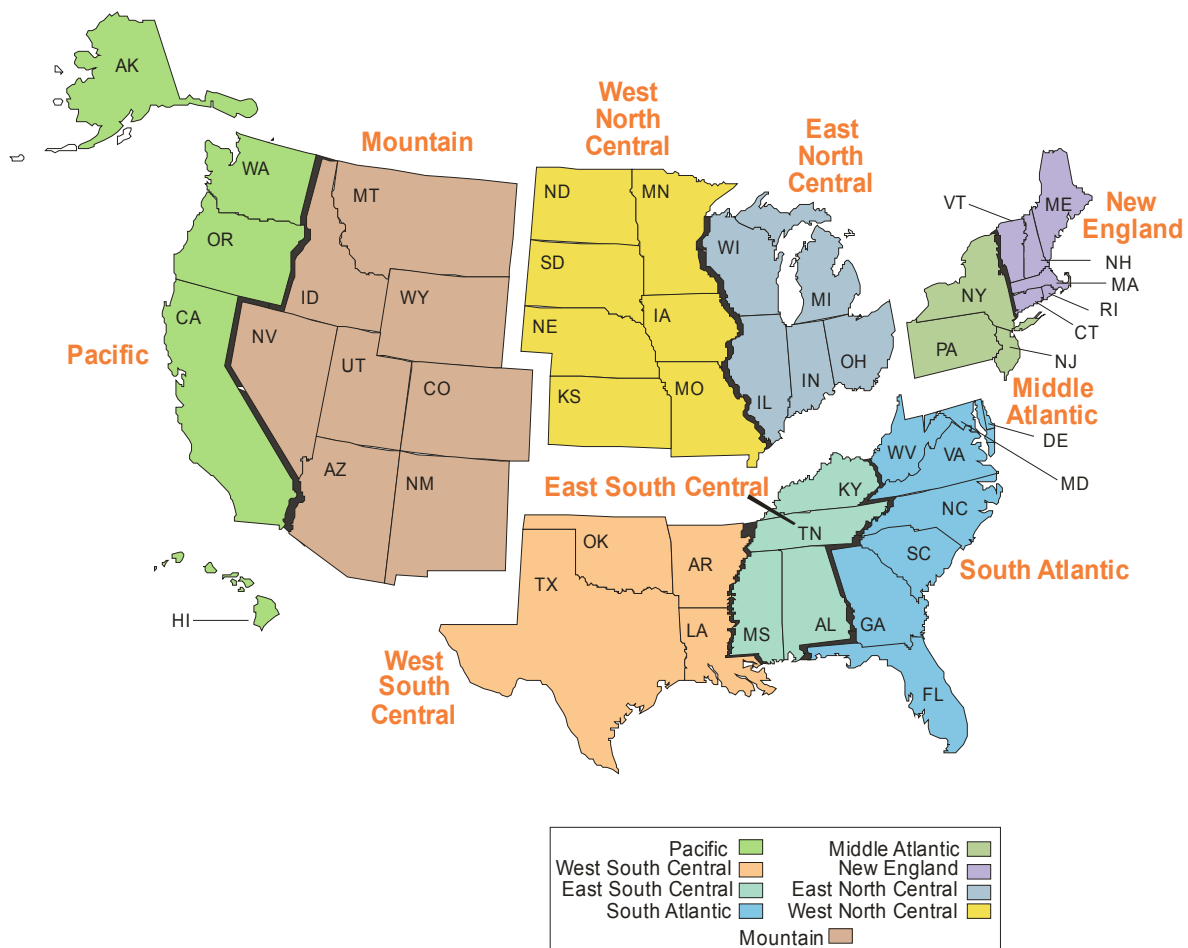 AK
West
North
Central
East
North
Central
Mountain
WA
MT
ND
MN
VT
ME
New
England
OR
WI
SD
NH
MA
ID
WY
MI
NY
RI
CA
NV
NE
IA
CT
Pacific
UT
CO
KS
MO
IL
IN
OH
PA
NJ
Middle
Atlantic
DE
WV
VA
MD
AZ
NM
East South Central
KY
NC
TN
OK
SC
TX
AR
South Atlantic
HI
LA
MS
AL
GA
West
South
Central
FL
Pacific
Middle Atlantic
West South Central
New England
East South Central
East North Central
South Atlantic
West North Central
Mountain